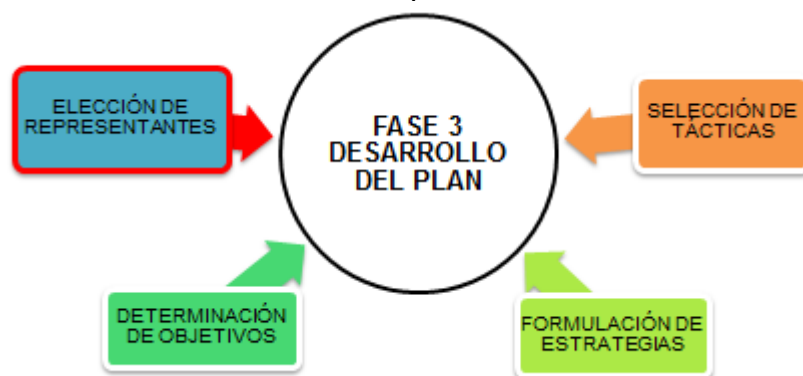 ELECCIÓN DE
REPRESENTANTES
FASE 3
DESARROLLO
DEL PLAN
SELECCIÓN DE
TÁCTICAS
DETERMINACIÓN
DE OBJETIVOS
FORMULACIÓN DE
ESTRATEGIAS